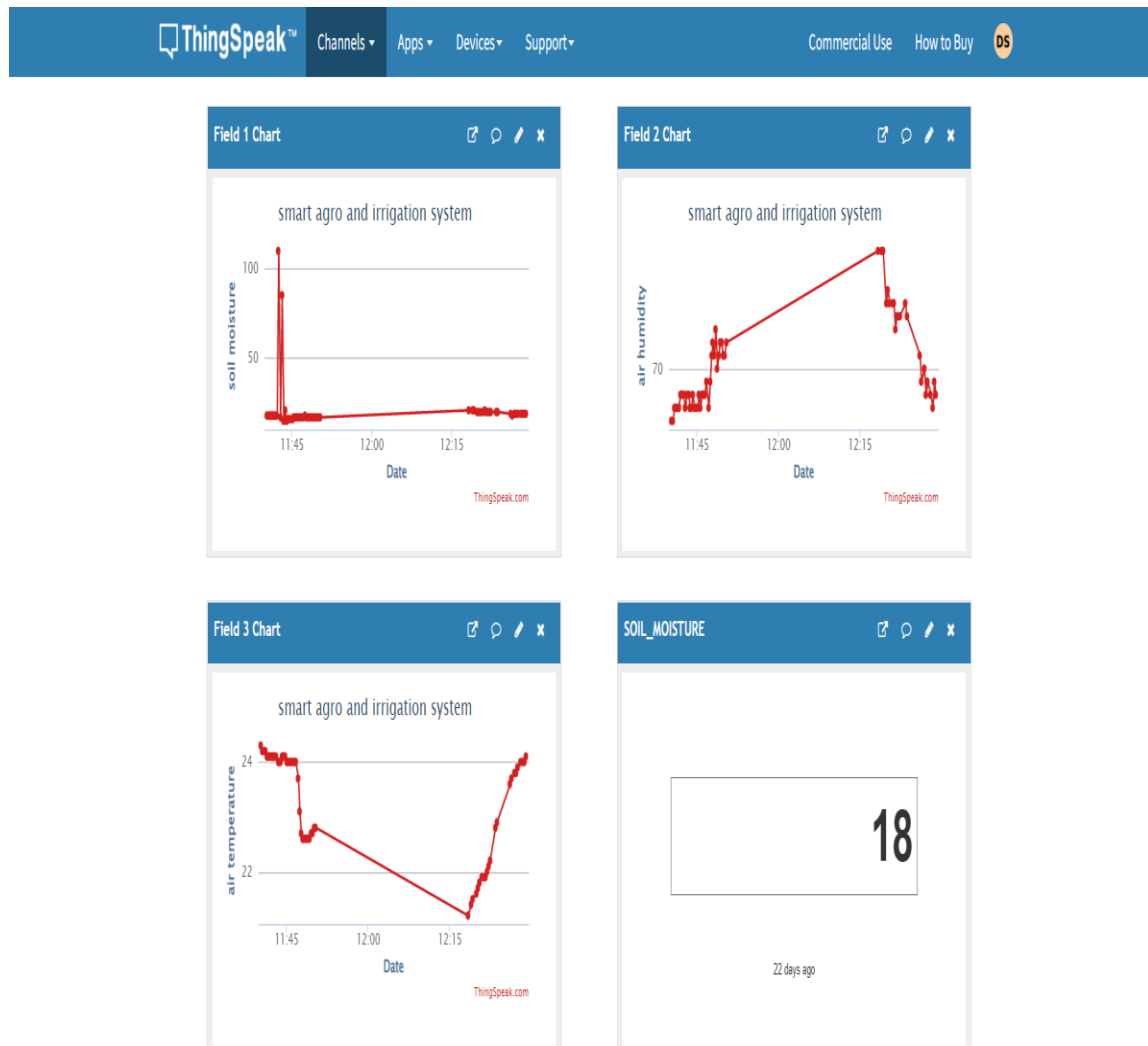 ThingSpeak™ Channels Apps Devices Support Commercial Use How to Buy DS
Field 1 Chart
smart agro and irrigation system
100
50
soil moisture
11:45 12:00 12:15
Date
ThingSpeak.com
Field 2 Chart
smart agro and irrigation system
70
air humidity
11:45 12:00 12:15
Date
ThingSpeak.com
Field 3 Chart
smart agro and irrigation system
24
22
air temperature
11:45 12:00 12:15
Date
ThingSpeak.com
SOIL_MOISTURE
18
22 days ago